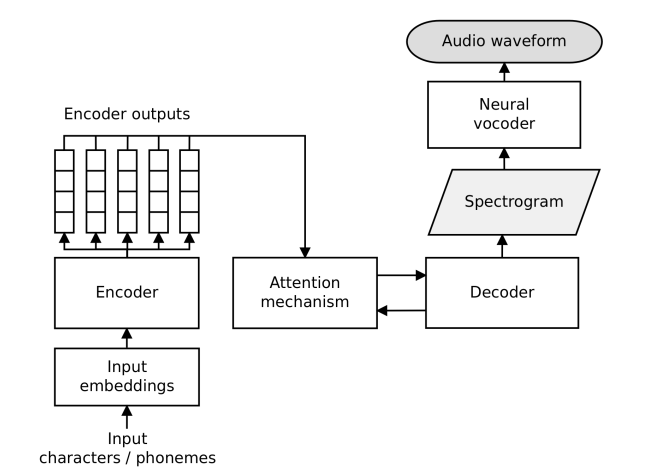 Audio waveform
Neural
vocoder
Encoder outputs
Spectrogram
Encoder
Attention
mechanism
Decoder
Input
embeddings
Input
characters / phonemes